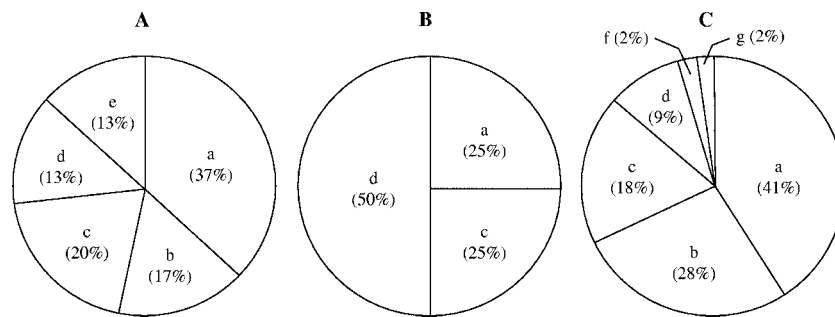 A
e
(13%)
a
(37%)
d
(13%)
c
(20%)
b
(17%)
B
a
(25%)
d
(50%)
c
(25%)
C
f (2%)
g (2%)
d
(9%)
a
(41%)
c
(18%)
b
(28%)